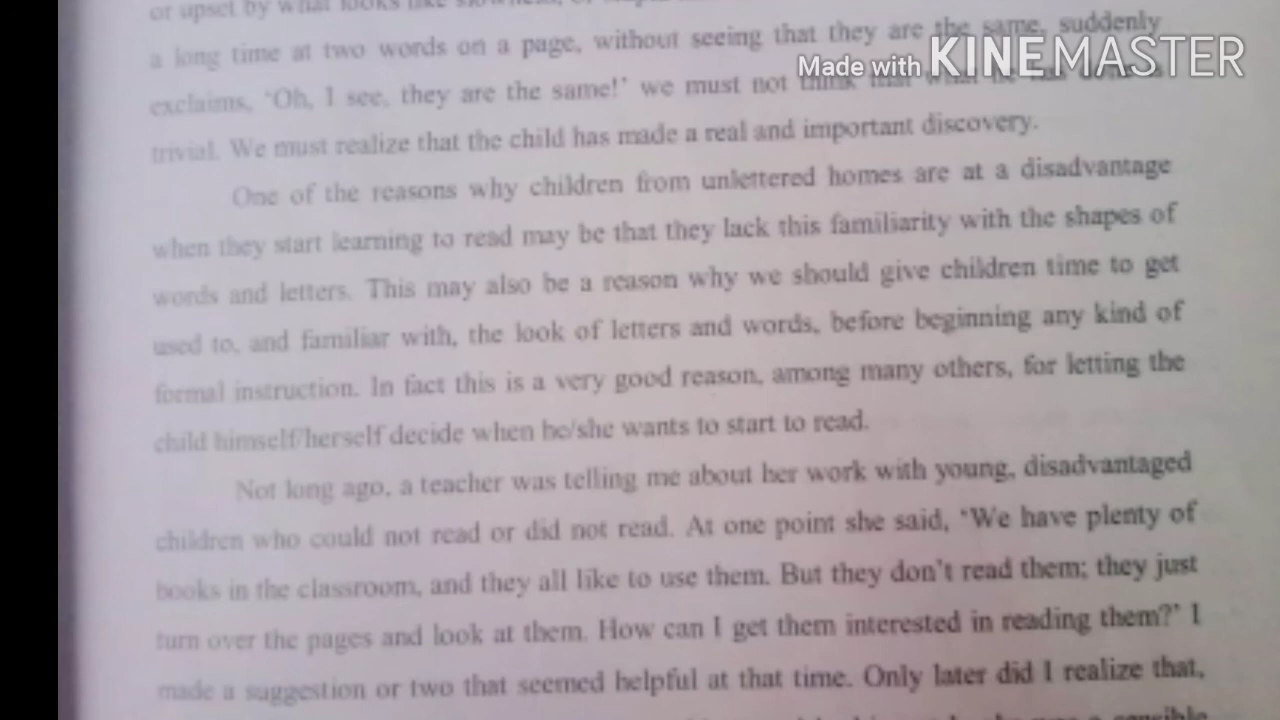 or upset by what looks like
a long time at two words on a page, without seeing that they are the same, suddenly
Made with KINEMASTER
exclaims, 'Oh, I see, they are the same!' we must not think that what he has
trivial. We must realize that the child has made a real and important discovery.
One of the reasons why children from unlettered homes are at a disadvantage
when they start learning to read may be that they lack this familiarity with the shapes of
words and letters. This may also be a reason why we should give children time to get
used to, and familiar with, the look of letters and words, before beginning any kind of
formal instruction. In fact this is a very good reason, among many others, for letting the
child himself/herself decide when he/she wants to start to read.
Not long ago, a teacher was telling me about her work with young, disadvantaged
children who could not read or did not read. At one point she said, 'We have plenty of
books in the classroom, and they all like to use them. But they don't read them; they just
turn over the pages and look at them. How can I get them interested in reading them?' I
made a suggestion or two that seemed helpful at that time. Only later did I realize that,